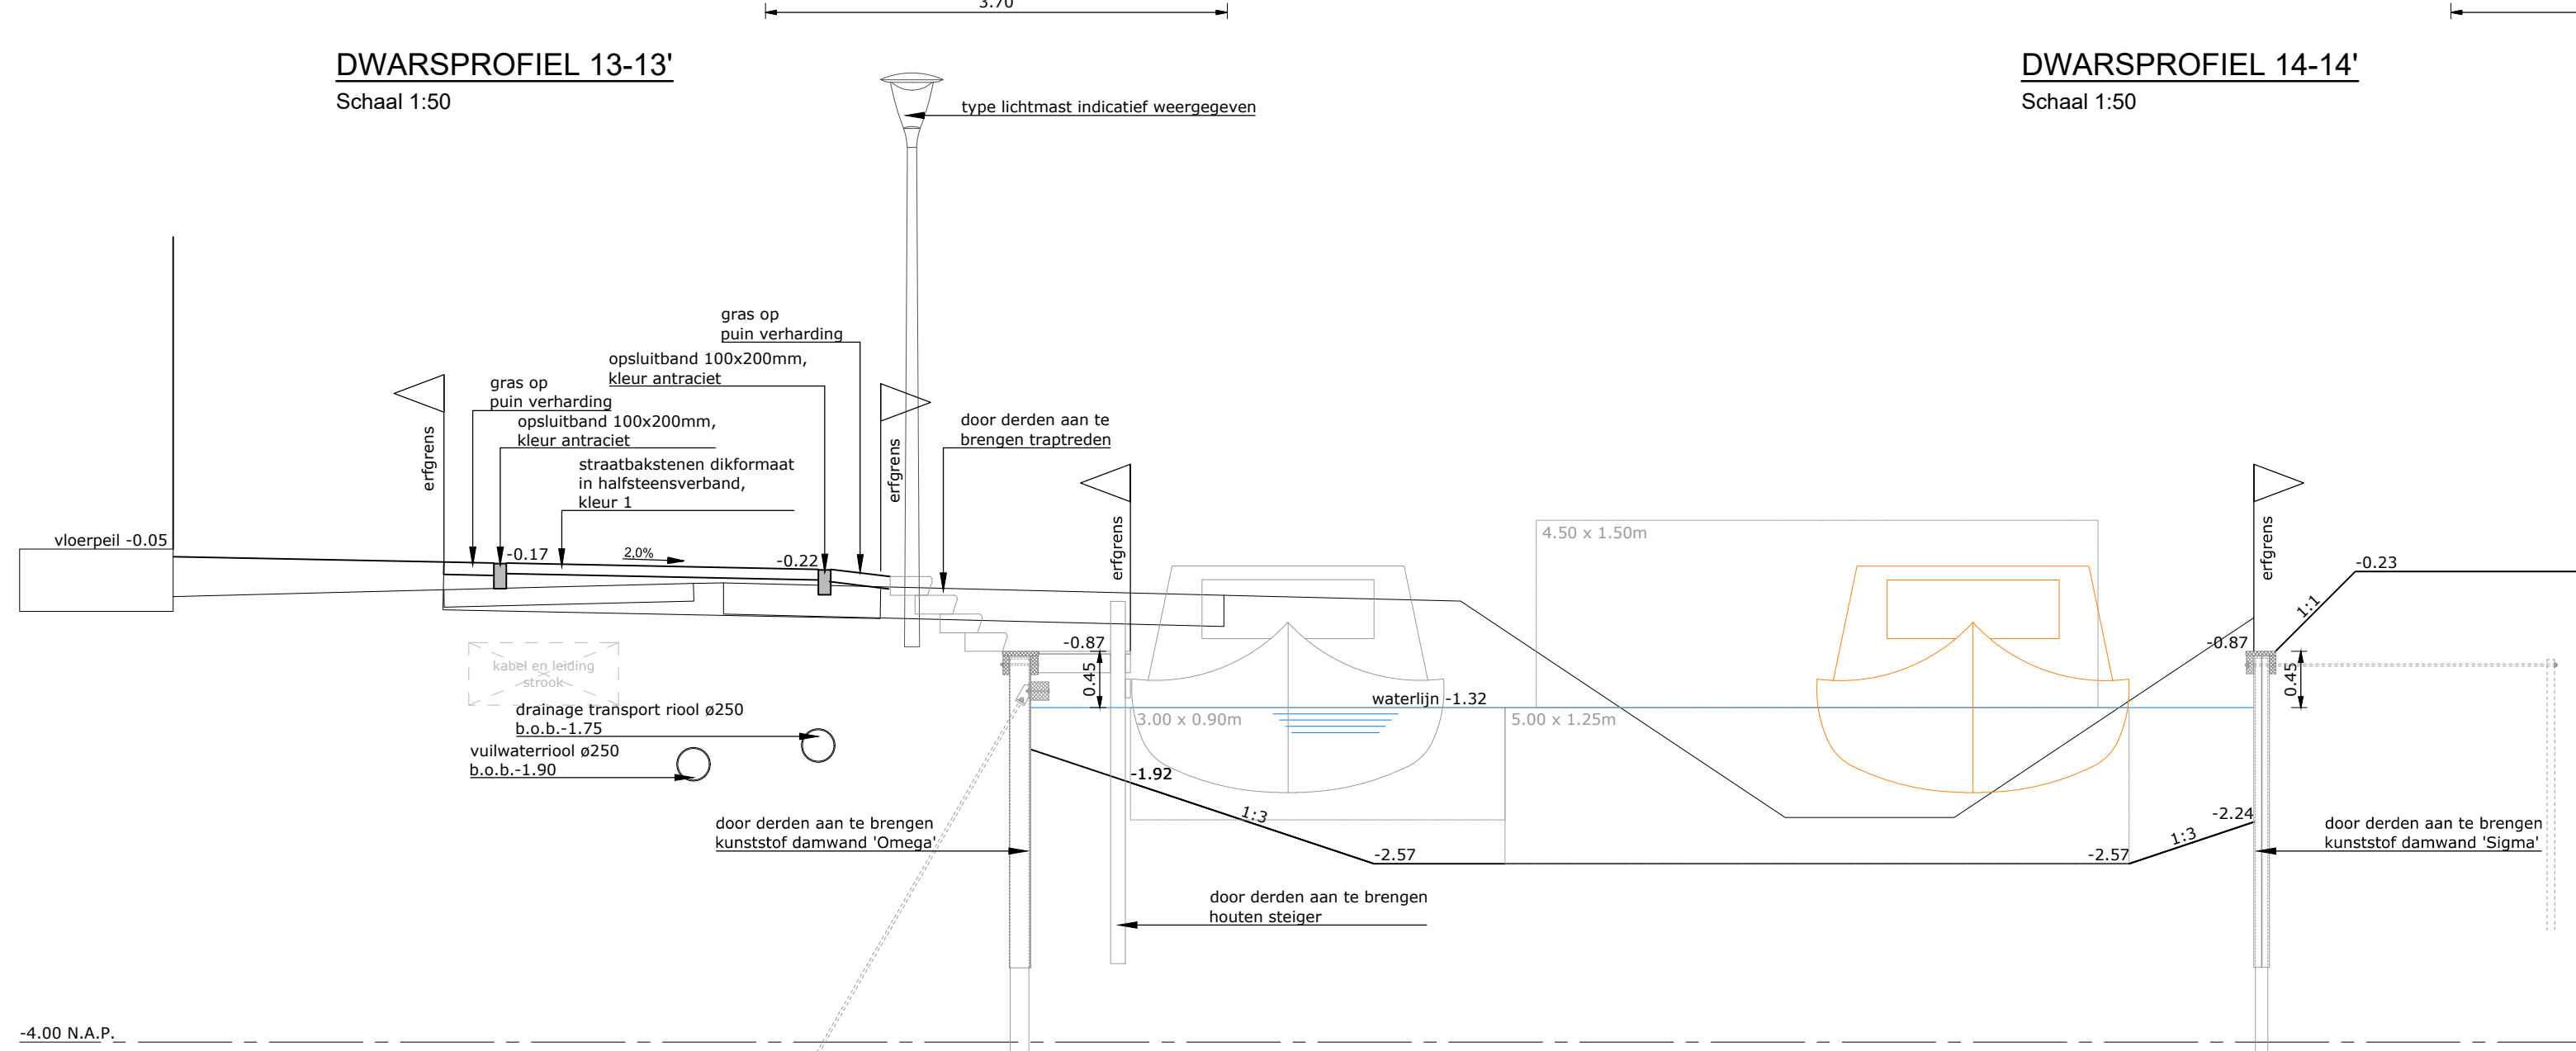 3.70
DWARSPROFIEL 13-13'
Schaal 1:50
DWARSPROFIEL 14-14'
Schaal 1:50
type lichtmast indicatief weergegeven
gras op
puin verharding
opsluitband 100x200mm,
kleur antraciet
gras op
puin verharding
opsluitband 100x200mm,
kleur antraciet
straatbakstenen dikformaat
in halfsteensverband,
kleur 1
door derden aan te
brengen traptreden
erfgrens
erfgrens
erfgrens
erfgrens
vloerpeil -0.05
-0.17
2,0%
-0.22
4.50 x 1.50m
-0.23
1:1
-0.87
-0.87
0.45
0.45
kabel en leiding
strook
waterlijn -1.32
3.00 x 0.90m
5.00 x 1.25m
drainage transport riool ø250
b.o.b.-1.75
vuilwaterriool ø250
b.o.b.-1.90
-1.92
1:3
-2.57
-2.57
1:3
-2.24
door derden aan te brengen
kunststof damwand 'Omega'
door derden aan te brengen
kunststof damwand 'Sigma'
door derden aan te brengen
houten steiger
-4.00 N.A.P.